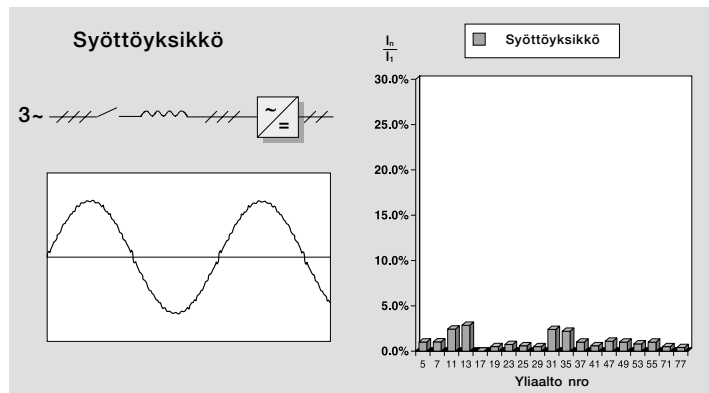 Syöttöyksikkö
3~
~
=
Iₙ
I₁
Syöttöyksikkö
30.0%
25.0%
20.0%
15.0%
10.0%
5.0%
0.0%
5 7 11 13 17 19 23 25 29 31 35 37 41 47 49 53 55 71 77
Yliaalto nro